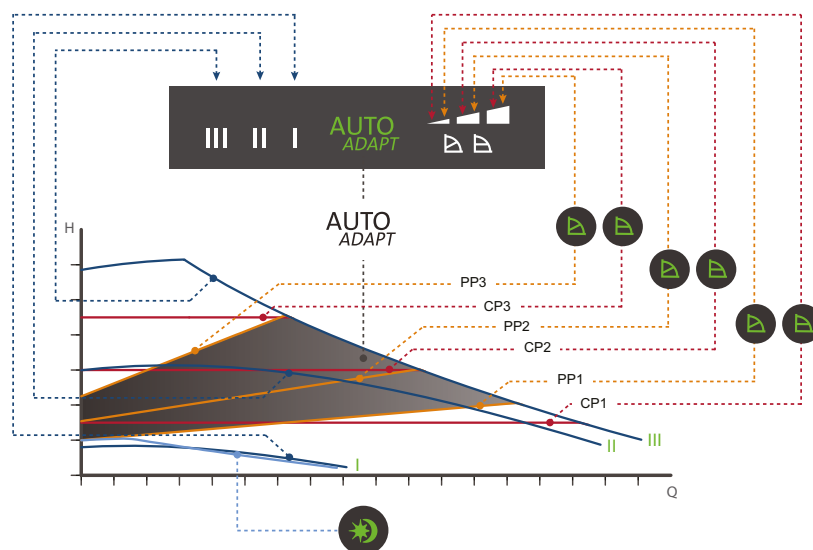 III II I AUTO
ADAPT
AUTO
ADAPT
H
PP3
CP3
PP2
CP2
PP1
CP1
III
II
I
Q